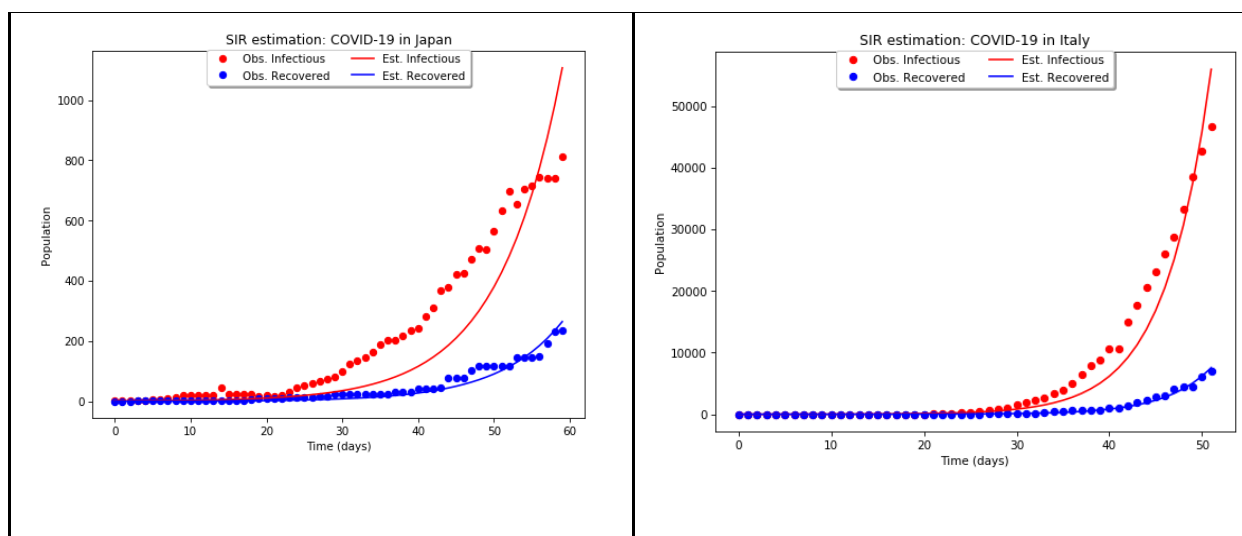 SIR estimation: COVID-19 in Japan
Obs. Infectious Est. Infectious
Obs. Recovered Est. Recovered
1000
800
600
400
200
0
Population
0 10 20 30 40 50 60
Time (days)
SIR estimation: COVID-19 in Italy
Obs. Infectious Est. Infectious
Obs. Recovered Est. Recovered
50000
40000
30000
20000
10000
0
Population
0 10 20 30 40 50
Time (days)